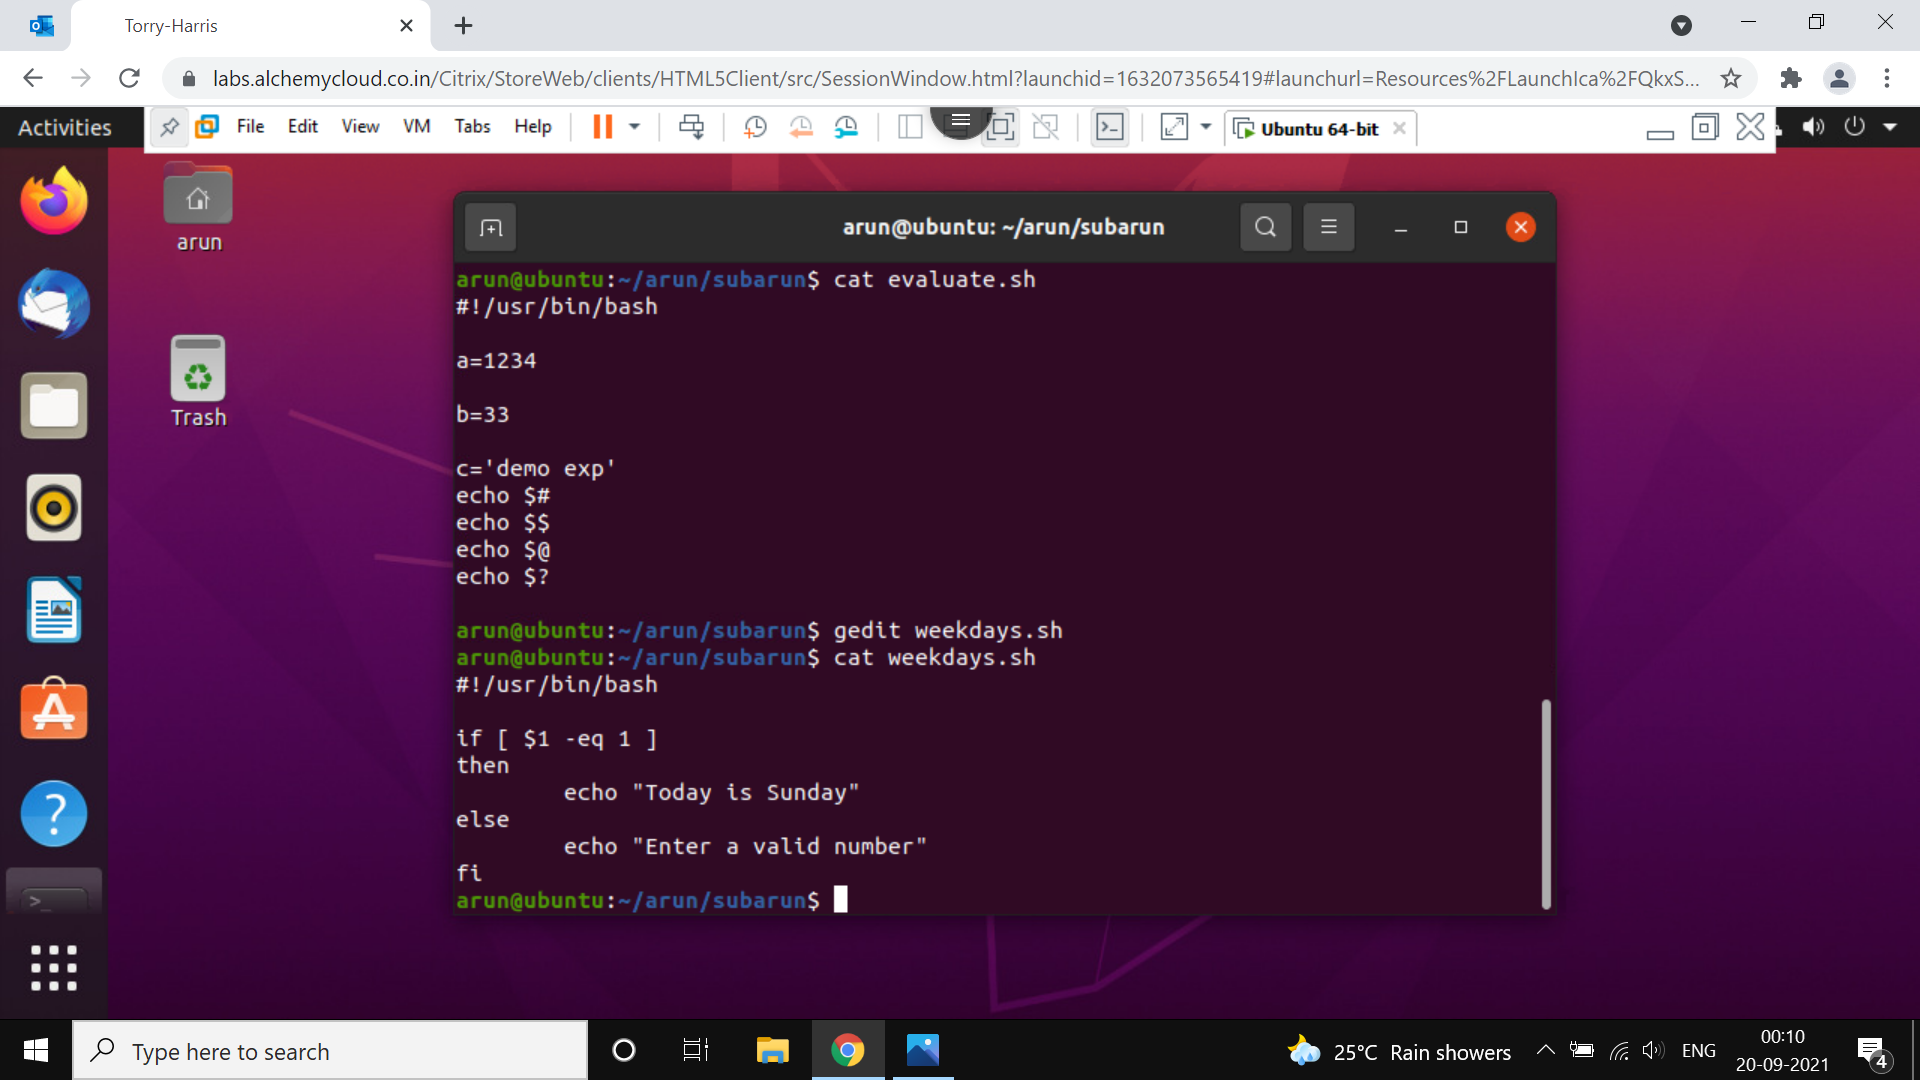 Torry-Harris
labs.alchemycloud.co.in/Citrix/StoreWeb/clients/HTML5Client/src/SessionWindow.html?launchid=1632073565419#launchurl=Resources%2FLaunchIca%2FQkxS...
Activities
File Edit View VM Tabs Help
Ubuntu 64-bit
arun
Trash
arun@ubuntu: ~/arun/subarun
arun@ubuntu:~/arun/subarun$ cat evaluate.sh
#!/usr/bin/bash
a=1234
b=33
c='demo exp'
echo $#
echo $$
echo $@
echo $?
arun@ubuntu:~/arun/subarun$ gedit weekdays.sh
arun@ubuntu:~/arun/subarun$ cat weekdays.sh
#!/usr/bin/bash
if [ $1 -eq 1 ]
then
echo "Today is Sunday"
else
echo "Enter a valid number"
fi
arun@ubuntu:~/arun/subarun$
Type here to search
25°C Rain showers
ENG
00:10
20-09-2021
4